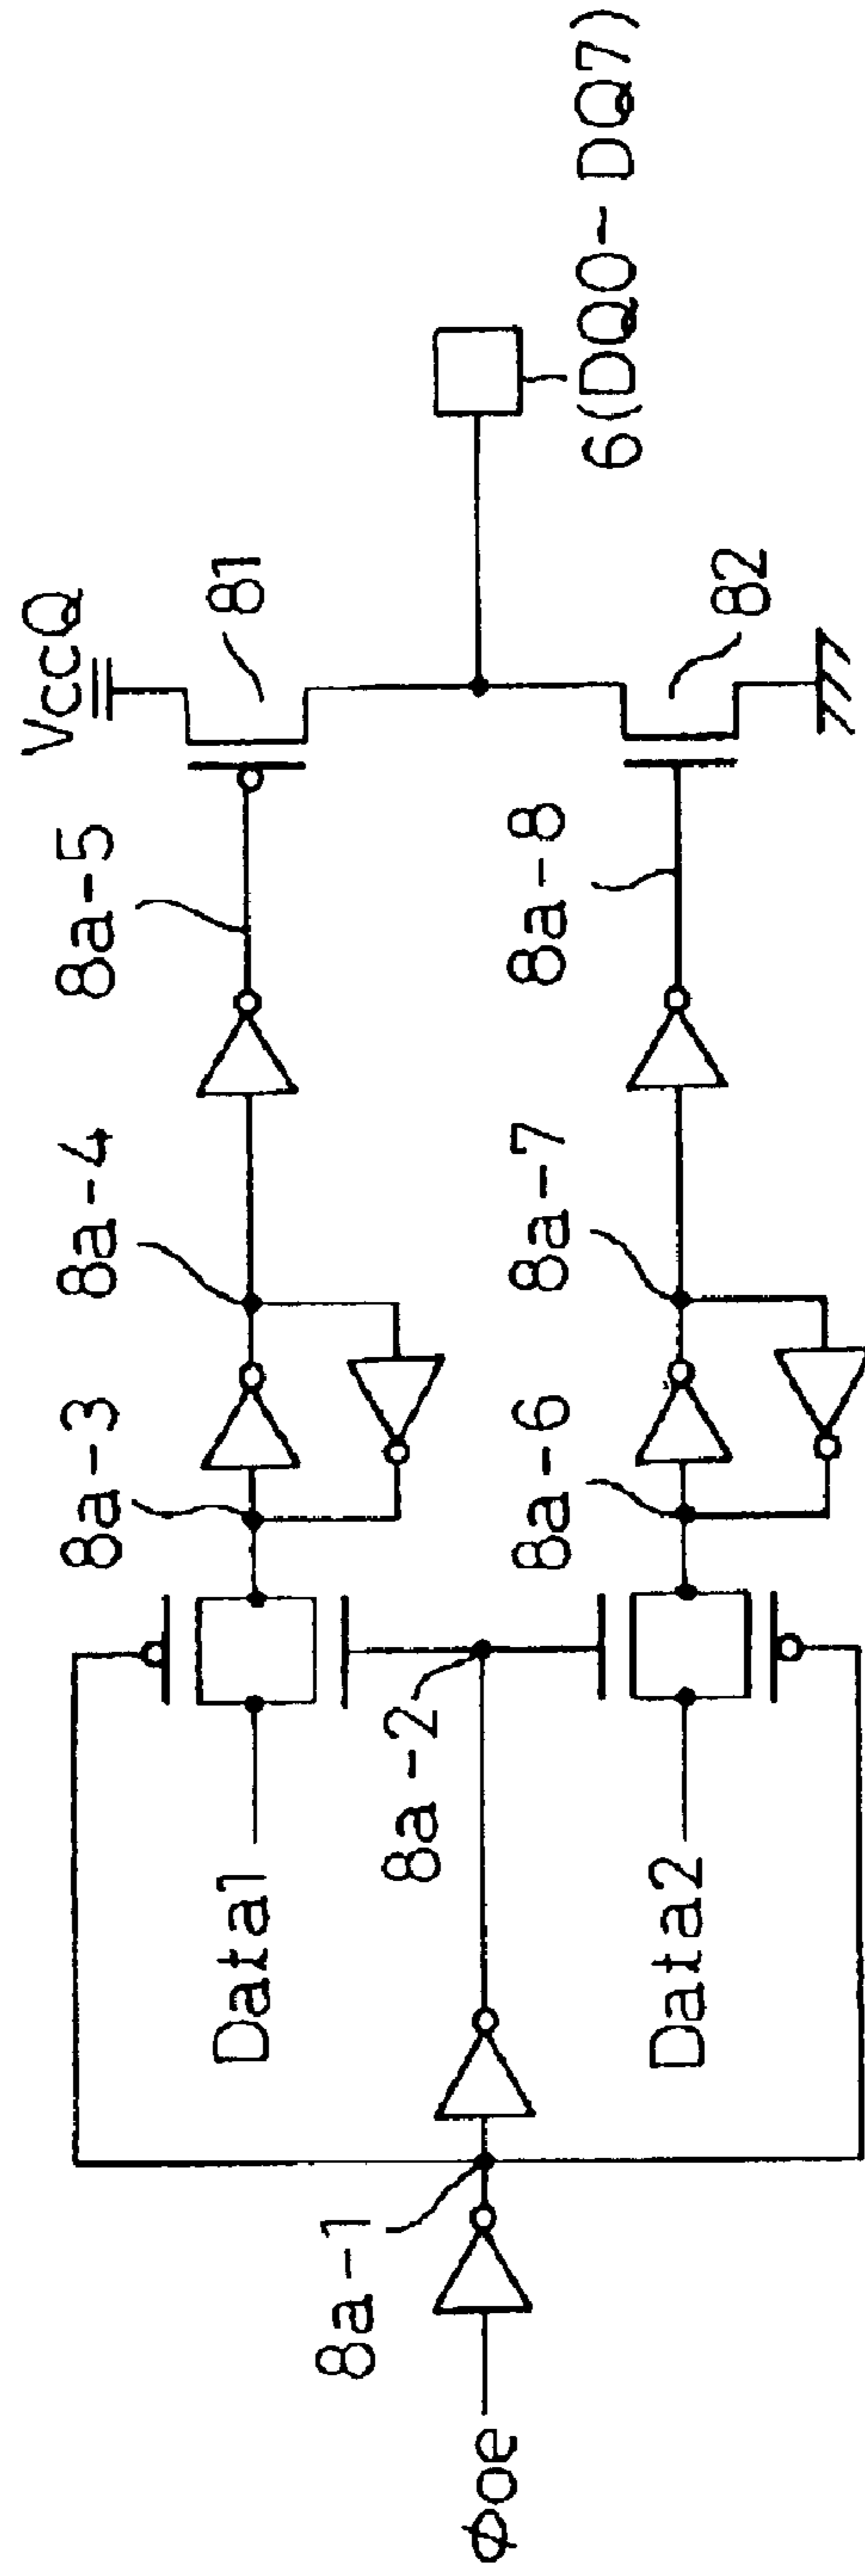 VccQ
8a-5
81
8a-4
8a-3
Data1
6(DQ0~DQ7)
8a-2
8a-1
Φoe
8a-8
82
8a-7
8a-6
Data2